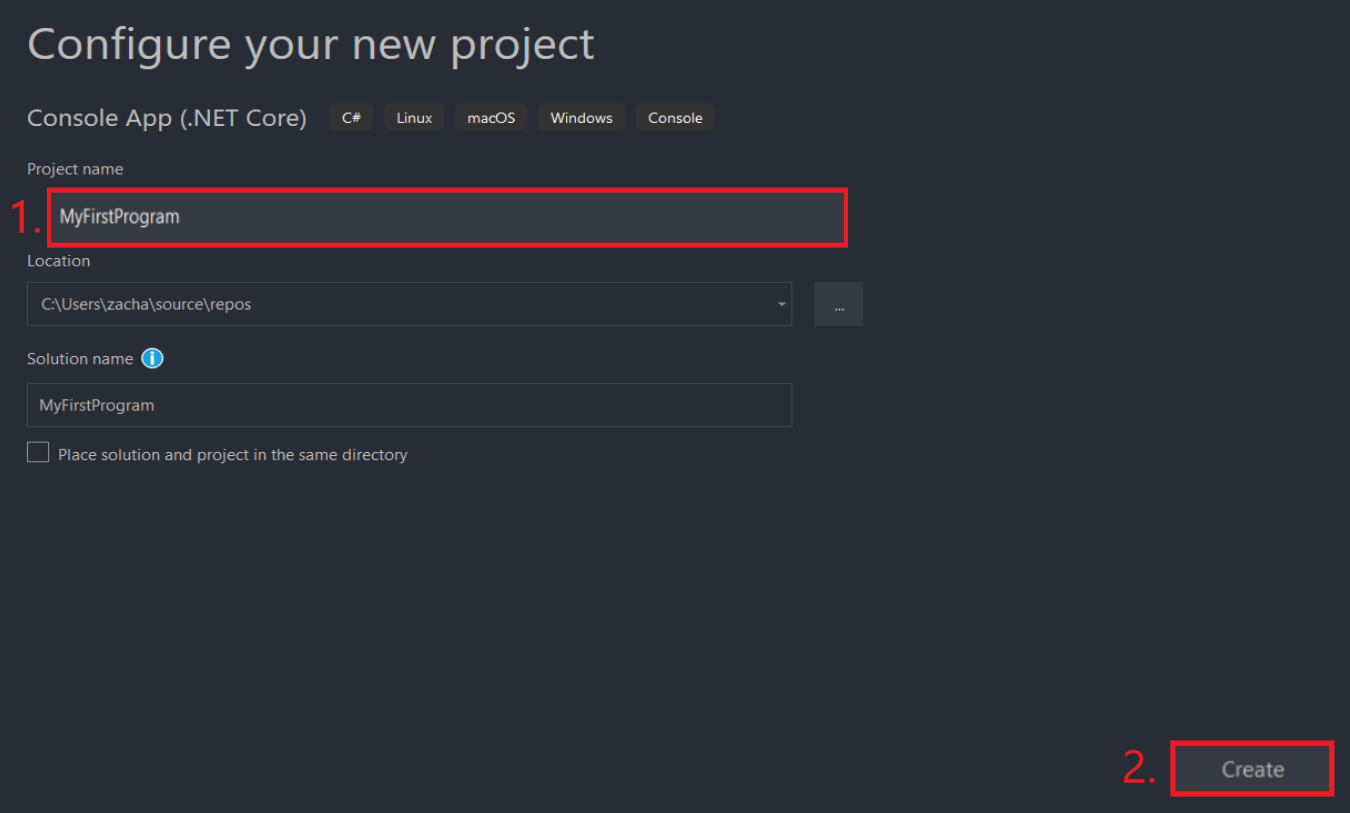 Configure your new project
Console App (.NET Core) C# Linux macOS Windows Console
Project name
1. MyFirstProgram
Location
C:\Users\zacha\source\repos ...
Solution name
MyFirstProgram
Place solution and project in the same directory
2. Create